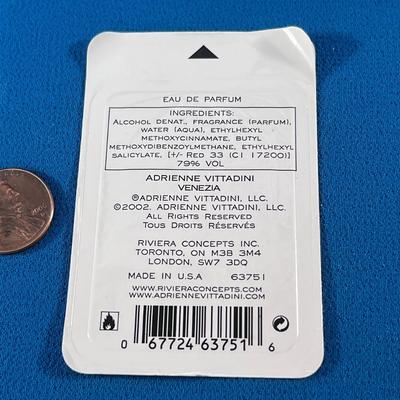 EAU DE PARFUM
INGREDIENTS:
ALCOHOL DENAT., FRAGRANCE (PARFUM),
WATER (AQUA), ETHYLHEXYL
METHOXYCINNAMATE, BUTYL
METHOXYDIBENZOYLMETHANE, ETHYLHEXYL
SALICYLATE, [+/- RED 33 (CI 17200)]
79% VOL
ADRIENNE VITTADINI
VENEZIA
®ADRIENNE VITTADINI, LLC.
©2002. ADRIENNE VITTADINI, LLC.
ALL RIGHTS RESERVED
TOUS DROITS RÉSERVÉS
RIVIERA CONCEPTS INC.
TORONTO, ON M3B 3M4
LONDON, SW7 3DQ
MADE IN U.S.A 63751
WWW.RIVIERACONCEPTS.COM
WWW.ADRIENNEVITTADINI.COM
0 67724 63751 6